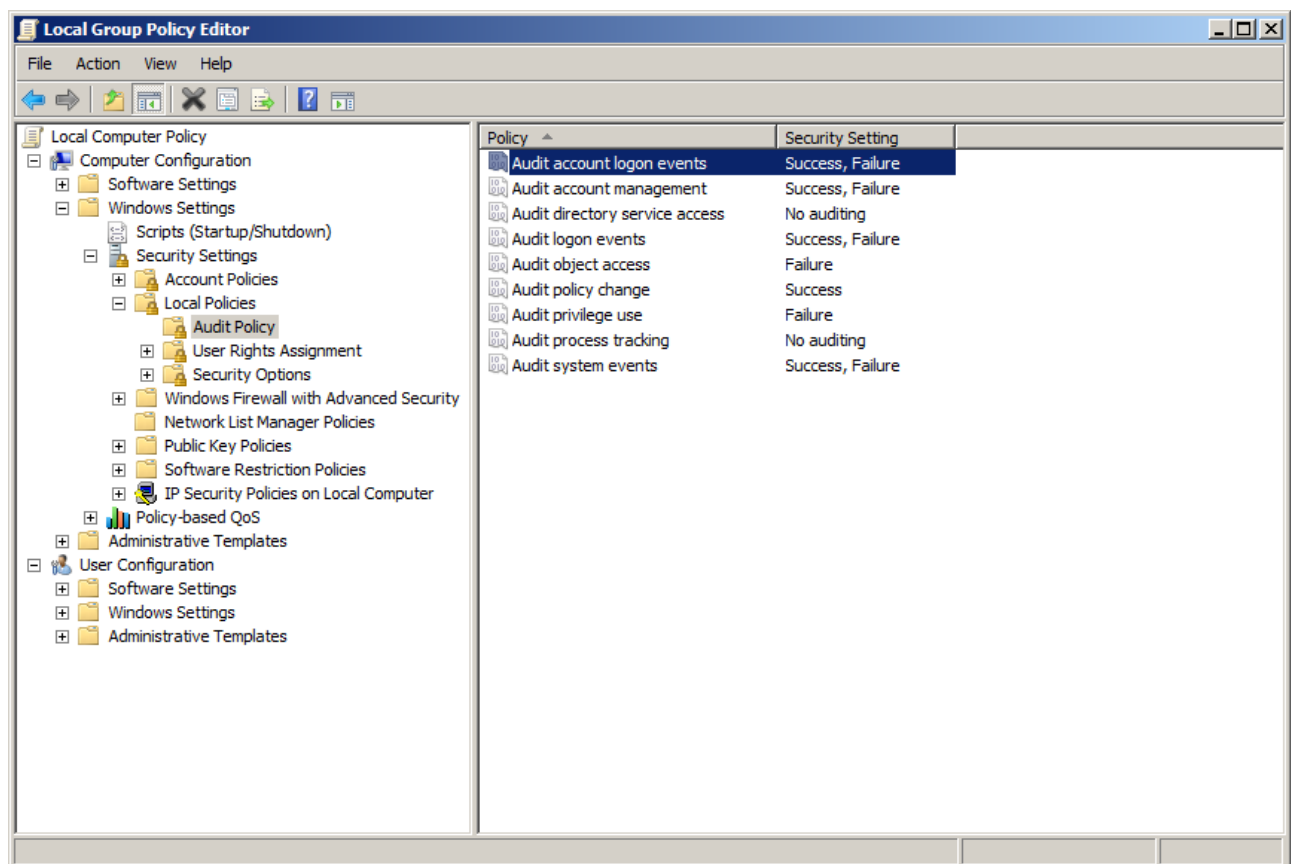 Local Group Policy Editor
File Action View Help
Local Computer Policy
Computer Configuration
Software Settings
Windows Settings
Scripts (Startup/Shutdown)
Security Settings
Account Policies
Local Policies
Audit Policy
User Rights Assignment
Security Options
Windows Firewall with Advanced Security
Network List Manager Policies
Public Key Policies
Software Restriction Policies
IP Security Policies on Local Computer
Policy-based QoS
Administrative Templates
User Configuration
Software Settings
Windows Settings
Administrative Templates
Policy Security Setting
Audit account logon events Success, Failure
Audit account management Success, Failure
Audit directory service access No auditing
Audit logon events Success, Failure
Audit object access Failure
Audit policy change Success
Audit privilege use Failure
Audit process tracking No auditing
Audit system events Success, Failure